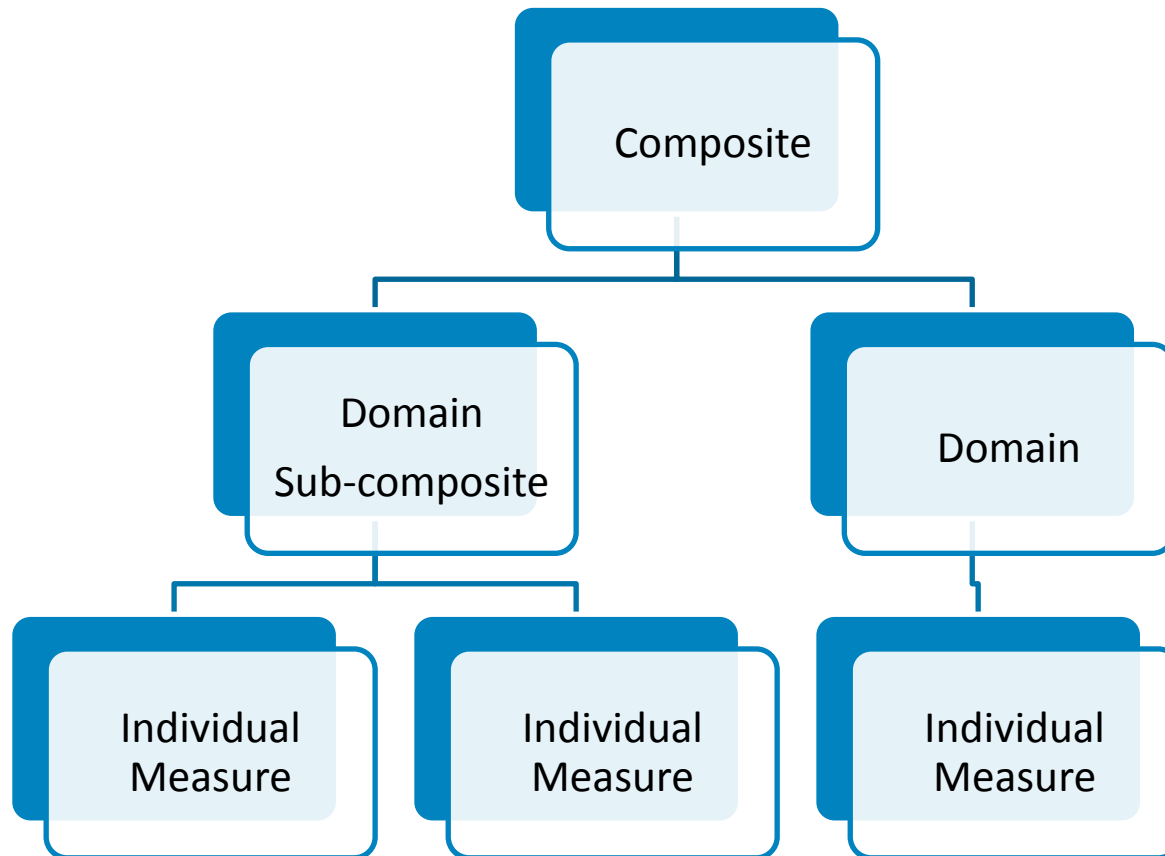 Composite
Domain
Sub-composite
Domain
Individual
Measure
Individual
Measure
Individual
Measure